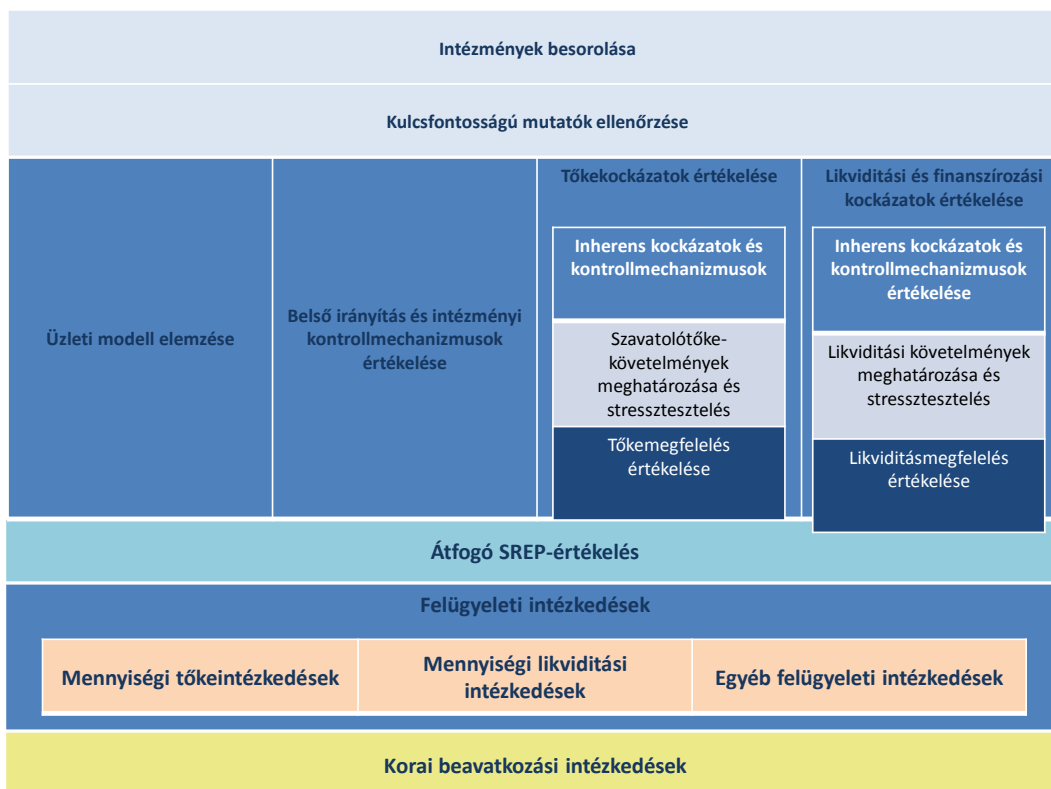 Intézmények besorolása
Kulcsfontosságú mutatók ellenőrzése
Üzleti modell elemzése
Belső irányítás és intézményi
kontrollmechanizmusok
értékelése
Tőkekockázatok értékelése
Inherens kockázatok és
kontrollmechanizmusok
Szavatolótőke-
követelmények
meghatározása és
stressztesztelés
Tőkemegfelelés
értékelése
Likviditási és finanszírozási
kockázatok értékelése
Inherens kockázatok és
kontrollmechanizmusok
értékelése
Likviditási követelmények
meghatározása és
stressztesztelés
Likviditásmegfelelés
értékelése
Átfogó SREP-értékelés
Felügyeleti intézkedések
Mennyiségi tőkeintézkedések
Mennyiségi likviditási
intézkedések
Egyéb felügyeleti intézkedések
Korai beavatkozási intézkedések